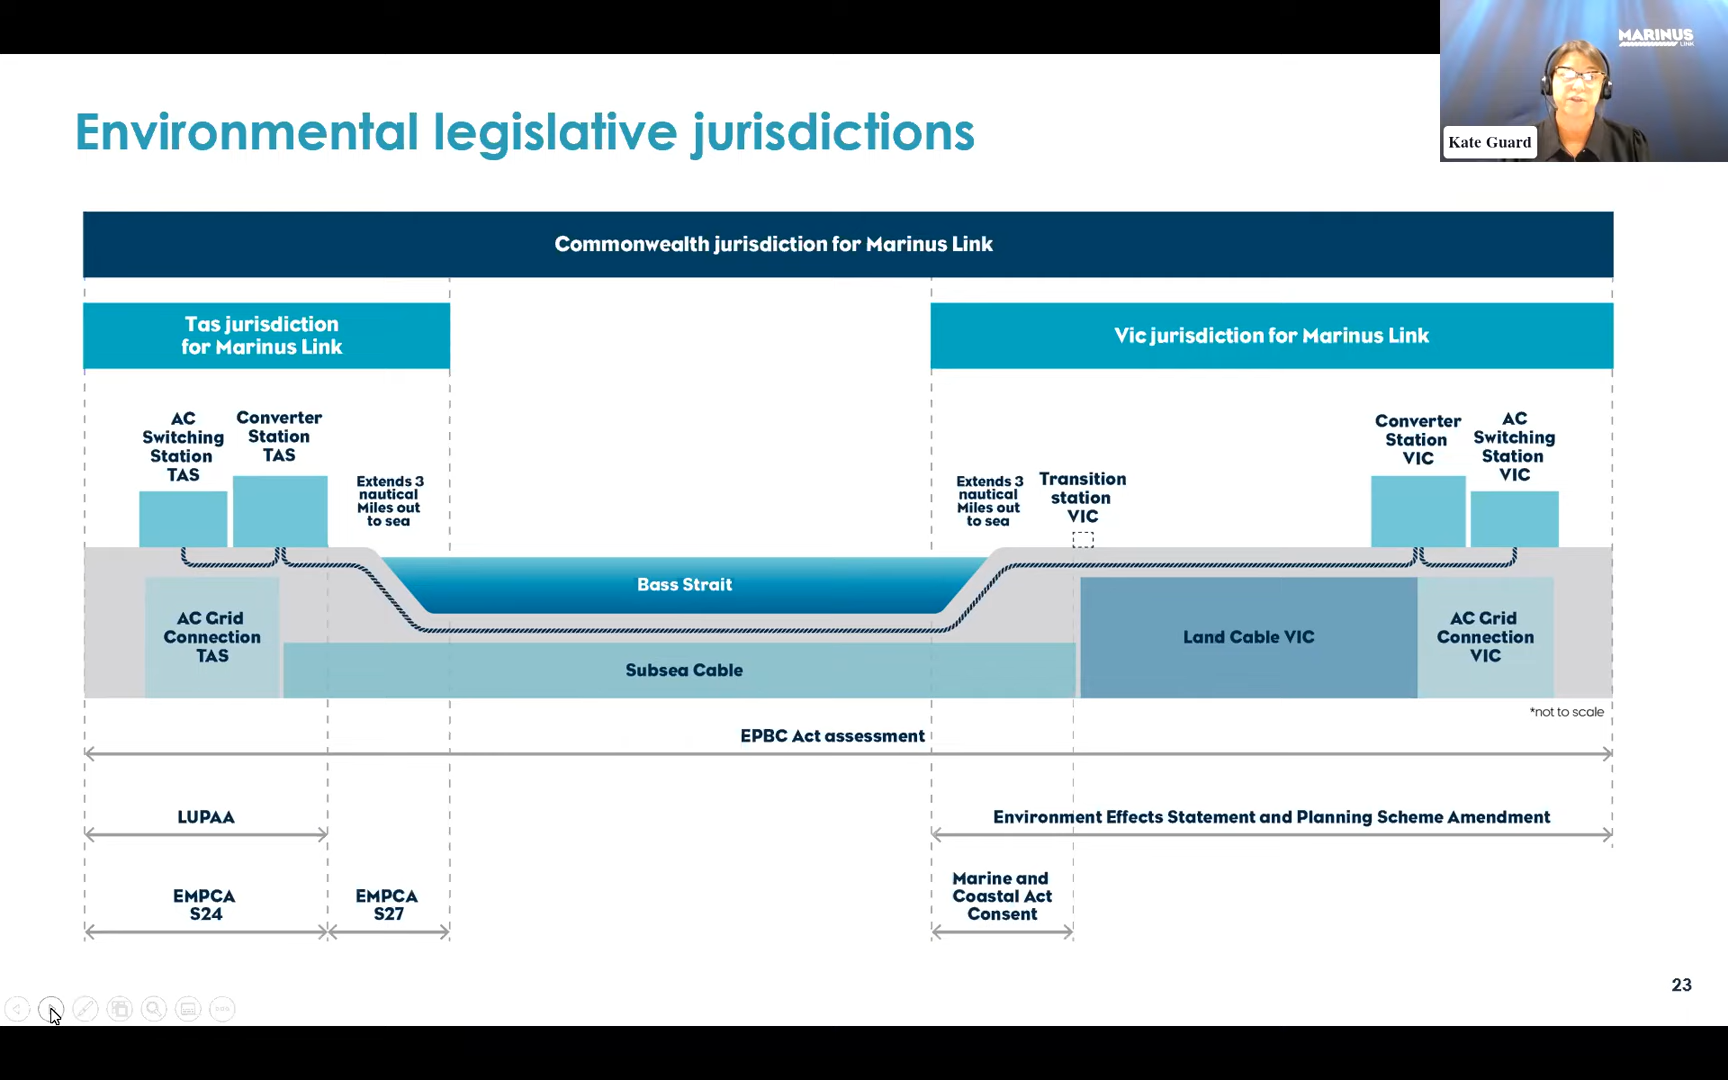 MARINUS
LINK
Kate Guard
Environmental legislative jurisdictions
Commonwealth jurisdiction for Marinus Link
Tas jurisdiction
for Marinus Link
Vic jurisdiction for Marinus Link
AC
Switching
Station
TAS
Converter
Station
TAS
Extends 3
nautical
Miles out
to sea
Extends 3
nautical
Miles out
to sea
Transition
station
VIC
Converter
Station
VIC
AC
Switching
Station
VIC
Bass Strait
AC Grid
Connection
TAS
Subsea Cable
Land Cable VIC
AC Grid
Connection
VIC
*not to scale
EPBC Act assessment
LUPAA
Environment Effects Statement and Planning Scheme Amendment
EMPCA
S24
EMPCA
S27
Marine and
Coastal Act
Consent
23